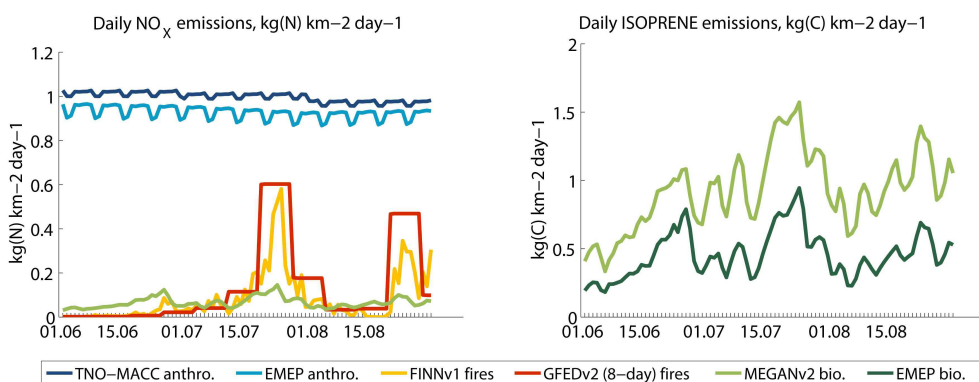 Daily NOX emissions, kg(N) km−2 day−1
1.2
1
0.8
0.6
0.4
0.2
0
kg(N) km−2 day−1
01.06 15.06 01.07 15.07 01.08 15.08
Daily ISOPRENE emissions, kg(C) km−2 day−1
2
1.5
1
0.5
0
kg(C) km−2 day−1
01.06 15.06 01.07 15.07 01.08 15.08
TNO−MACC anthro. EMEP anthro. FINNv1 fires GFEDv2 (8−day) fires MEGANv2 bio. EMEP bio.